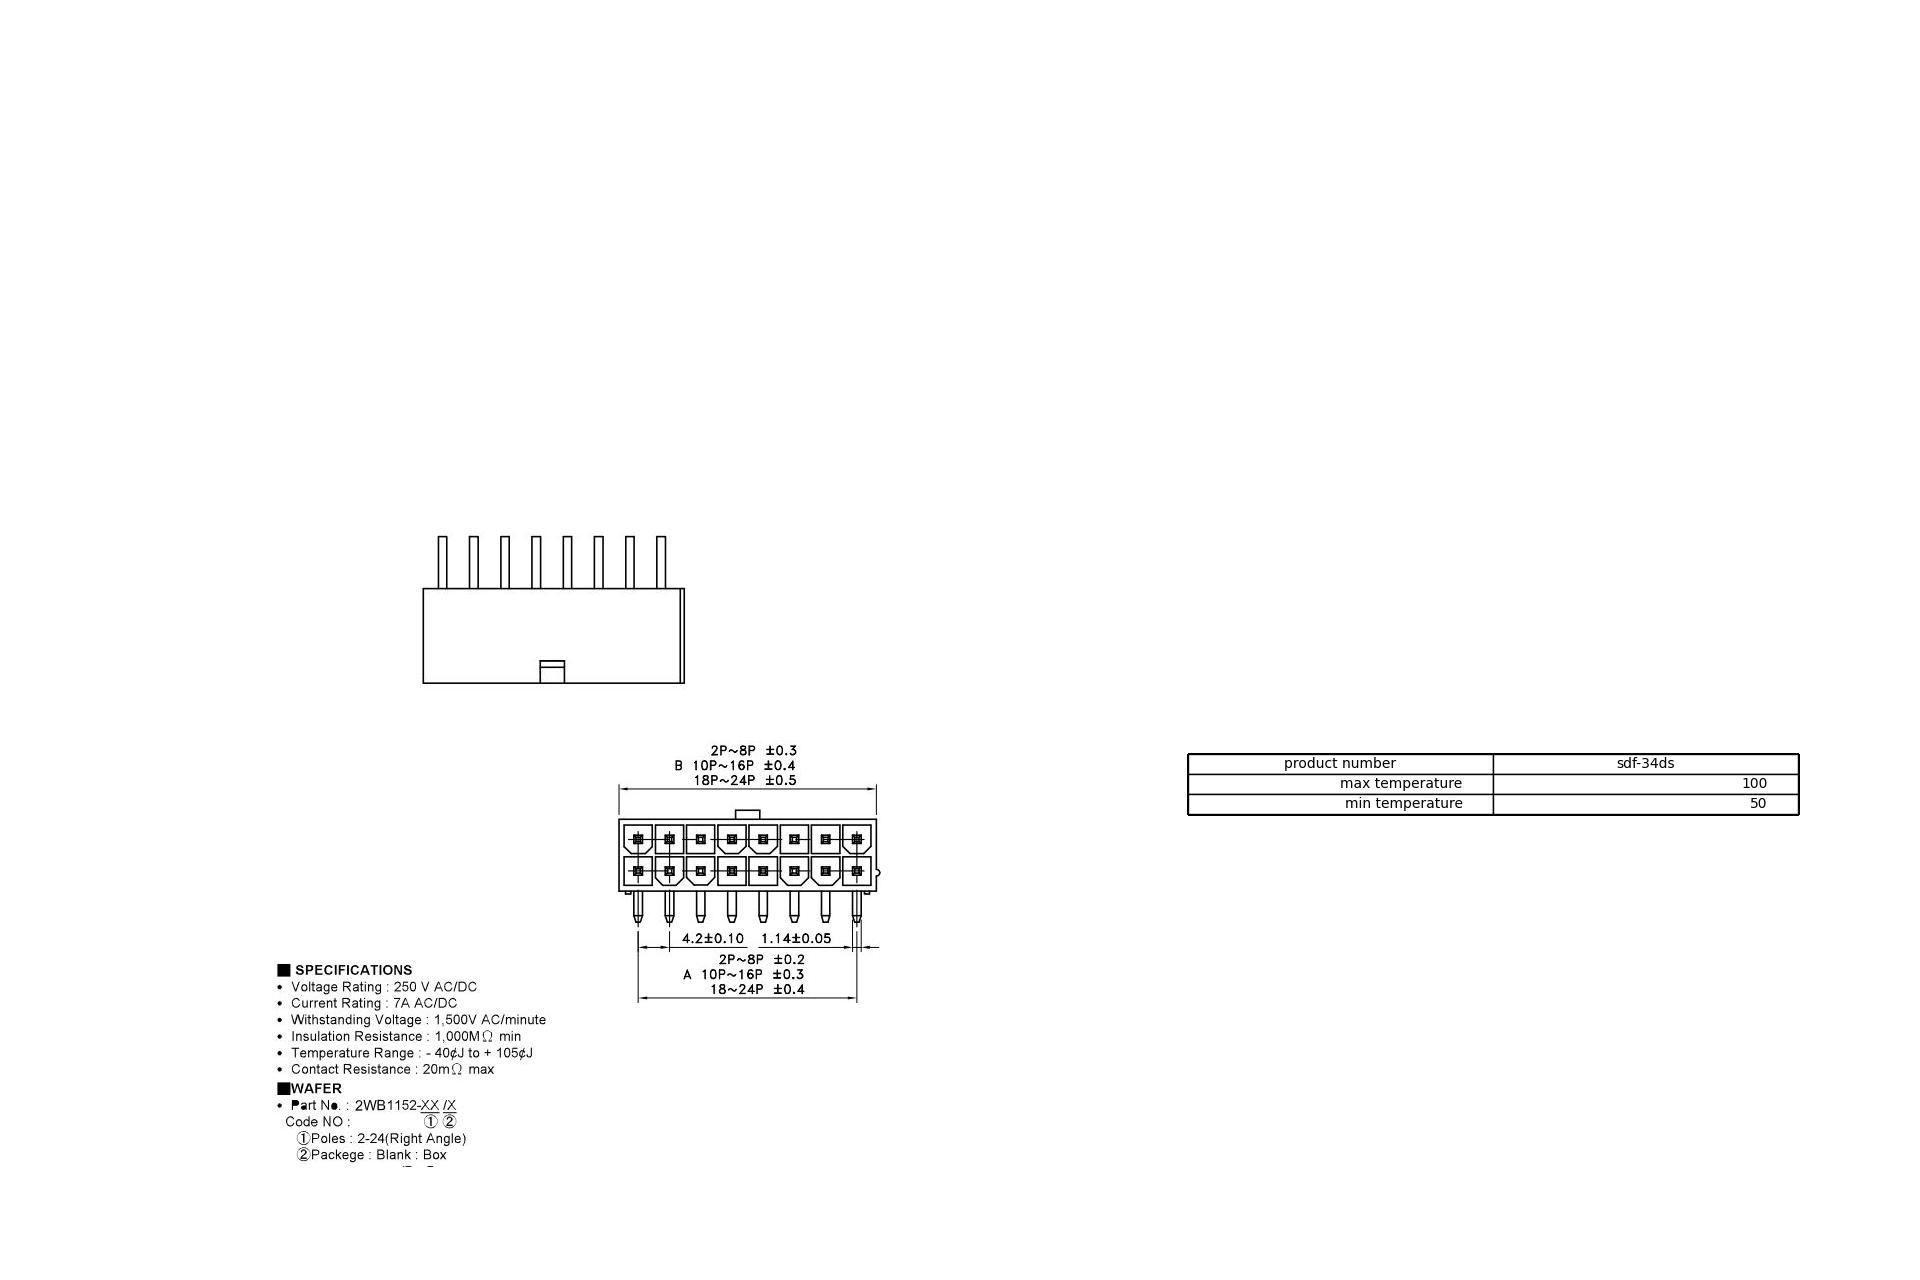 2P~8P ±0.3
B 10P~16P ±0.4
18P~24P ±0.5
product number sdf-34ds
max temperature 100
min temperature 50
4.2±0.10 1.14±0.05
2P~8P ±0.2
A 10P~16P ±0.3
18~24P ±0.4
■ SPECIFICATIONS
• Voltage Rating : 250 V AC/DC
• Current Rating : 7A AC/DC
• Withstanding Voltage : 1,500V AC/minute
• Insulation Resistance : 1,000MΩ min
• Temperature Range : - 40¢J to + 105¢J
• Contact Resistance : 20mΩ max
■WAFER
• Part No. : 2WB1152-XX /X
Code NO : ① ②
①Poles : 2-24(Right Angle)
②Packege : Blank : Box